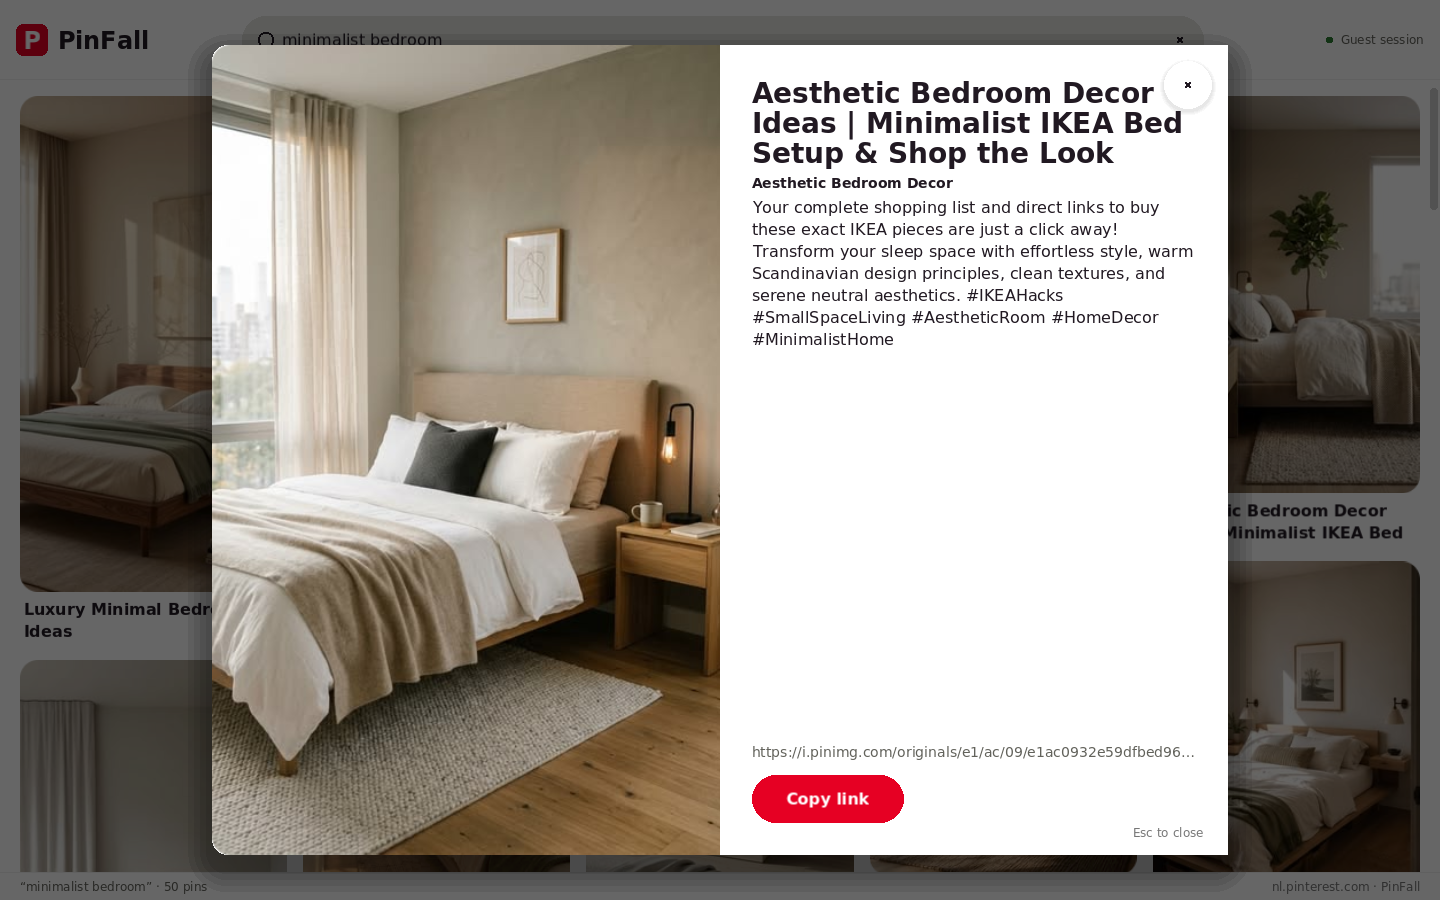 P PinFall
minimalist bedroom
Guest session
Aesthetic Bedroom Decor
Ideas | Minimalist IKEA Bed
Setup & Shop the Look
Aesthetic Bedroom Decor
Your complete shopping list and direct links to buy
these exact IKEA pieces are just a click away!
Transform your sleep space with effortless style, warm
Scandinavian design principles, clean textures, and
serene neutral aesthetics. #IKEAHacks
#SmallSpaceLiving #AestheticRoom #HomeDecor
#MinimalistHome
https://i.pinimg.com/originals/e1/ac/09/e1ac0932e59dfbed96...
Copy link
Esc to close
Luxury Minimal Bedr
Ideas
ic Bedroom Decor
Minimalist IKEA Bed
“minimalist bedroom” · 50 pins
nl.pinterest.com · PinFall